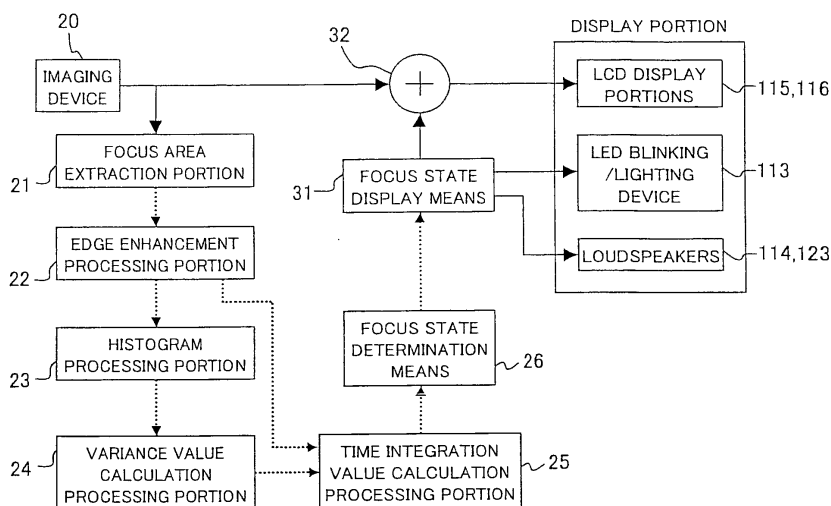 20
IMAGING
DEVICE
32
+
DISPLAY PORTION
LCD DISPLAY
PORTIONS
115,116
21
FOCUS AREA
EXTRACTION PORTION
31
FOCUS STATE
DISPLAY MEANS
LED BLINKING
/LIGHTING
DEVICE
113
22
EDGE ENHANCEMENT
PROCESSING PORTION
LOUDSPEAKERS
114,123
23
HISTOGRAM
PROCESSING PORTION
FOCUS STATE
DETERMINATION
MEANS
26
24
VARIANCE VALUE
CALCULATION
PROCESSING PORTION
TIME INTEGRATION
VALUE CALCULATION
PROCESSING PORTION
25